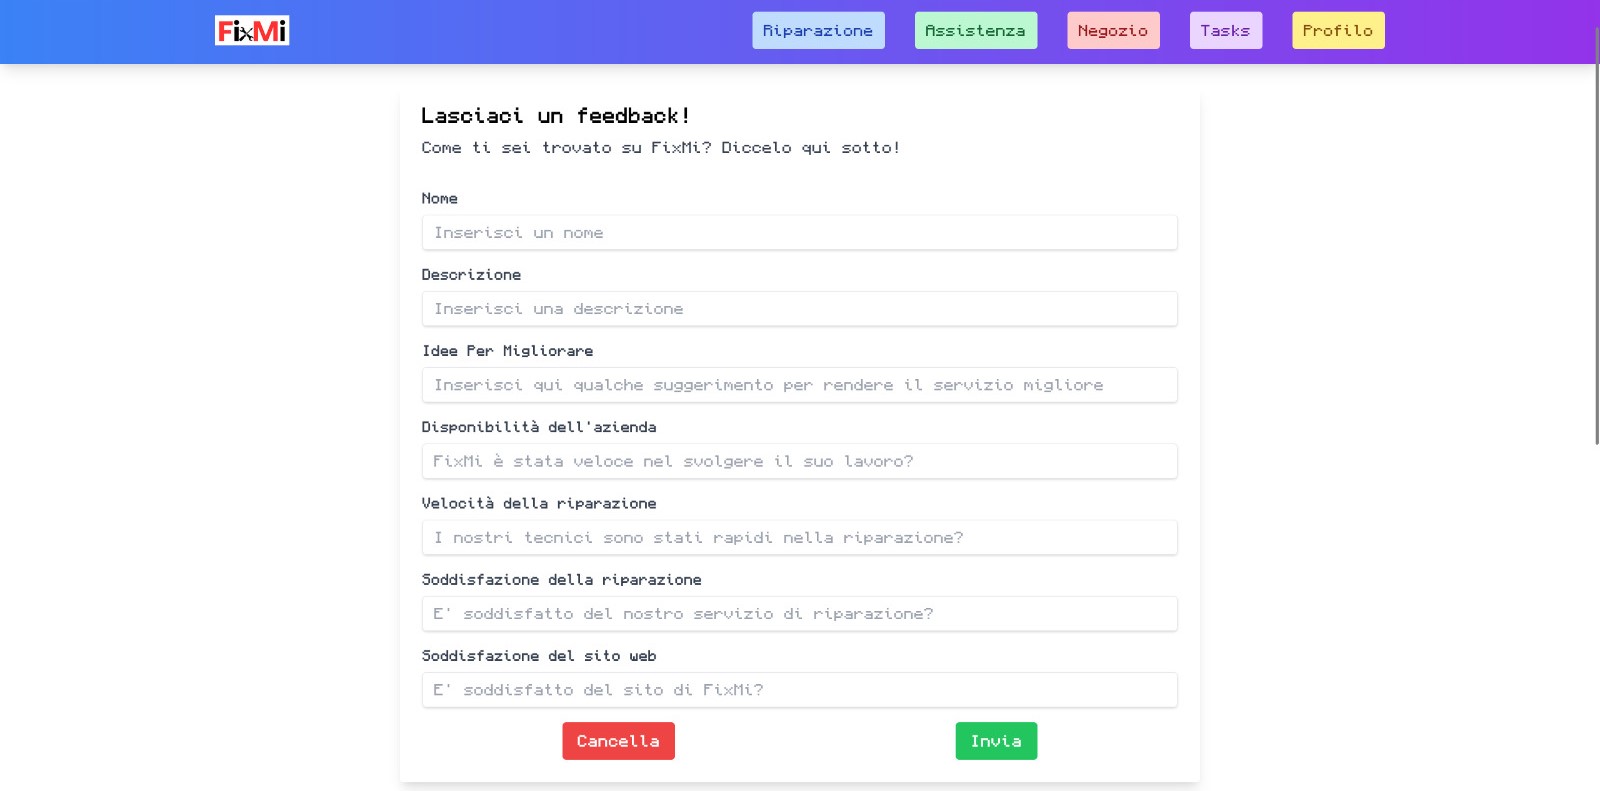 FixMi
Riparazione
Assistenza
Negozio
Tasks
Profilo
Lasciaci un feedback!
Come ti sei trovato su FixMi? Diccelo qui sotto!
Nome
Inserisci un nome
Descrizione
Inserisci una descrizione
Idee Per Migliorare
Inserisci qui qualche suggerimento per rendere il servizio migliore
Disponibilità dell'azienda
FixMi è stata veloce nel svolgere il suo lavoro?
Velocità della riparazione
I nostri tecnici sono stati rapidi nella riparazione?
Soddisfazione della riparazione
E' soddisfatto del nostro servizio di riparazione?
Soddisfazione del sito web
E' soddisfatto del sito di FixMi?
Cancella
Invia